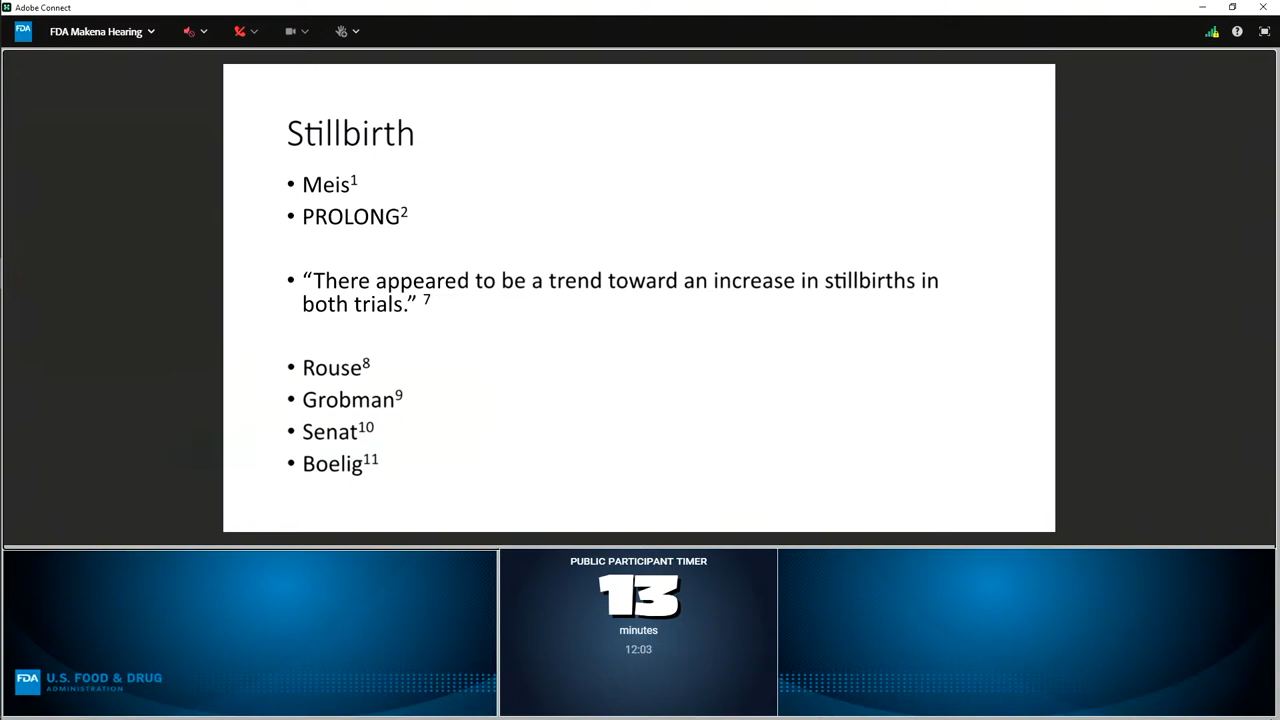 Adobe Connect
FDA
FDA Makena Hearing
Stillbirth
• Meis1
• PROLONG2
• “There appeared to be a trend toward an increase in stillbirths in
both trials.” 7
• Rouse8
• Grobman9
• Senat10
• Boelig11
PUBLIC PARTICIPANT TIMER
13
minutes
12:03
FDA U.S. FOOD & DRUG
ADMINISTRATION